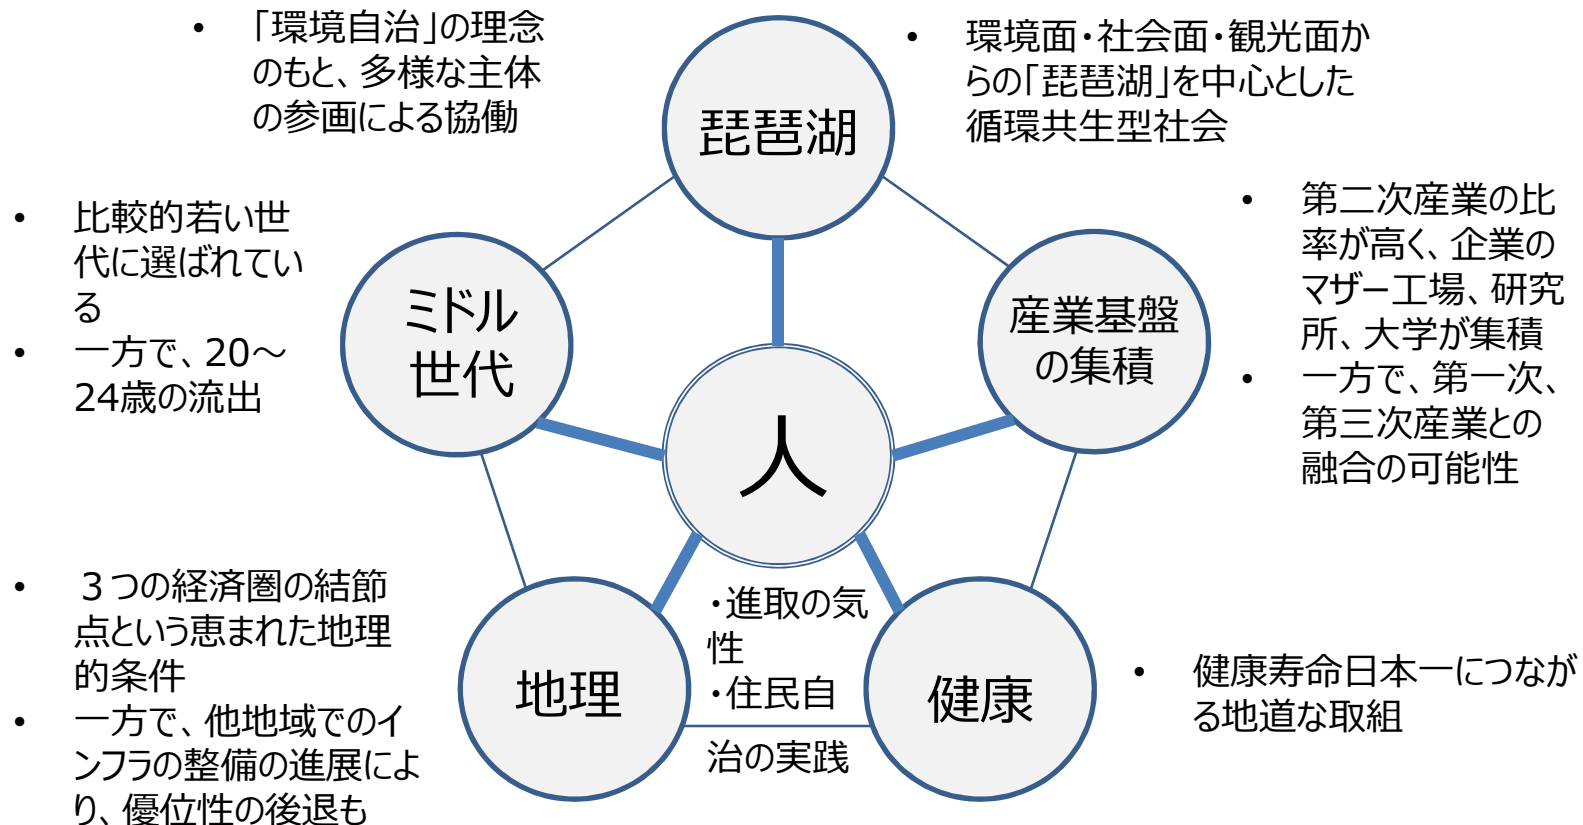 • 「環境自治」の理念
のもと、多様な主体
の参画による協働
琵琶湖
• 環境面・社会面・観光面か
らの「琵琶湖」を中心とした
循環共生型社会
• 比較的若い世
代に選ばれてい
る
• 一方で、20～
24歳の流出
ミドル
世代
産業基盤
の集積
• 第二次産業の比
率が高く、企業の
マザー工場、研究
所、大学が集積
• 一方で、第一次、
第三次産業との
融合の可能性
人
• ３つの経済圏の結節
点という恵まれた地理
的条件
• 一方で、他地域でのイ
ンフラの整備の進展によ
り、優位性の後退も
地理
・進取の気
性
・住民自
治の実践
健康
• 健康寿命日本一につなが
る地道な取組